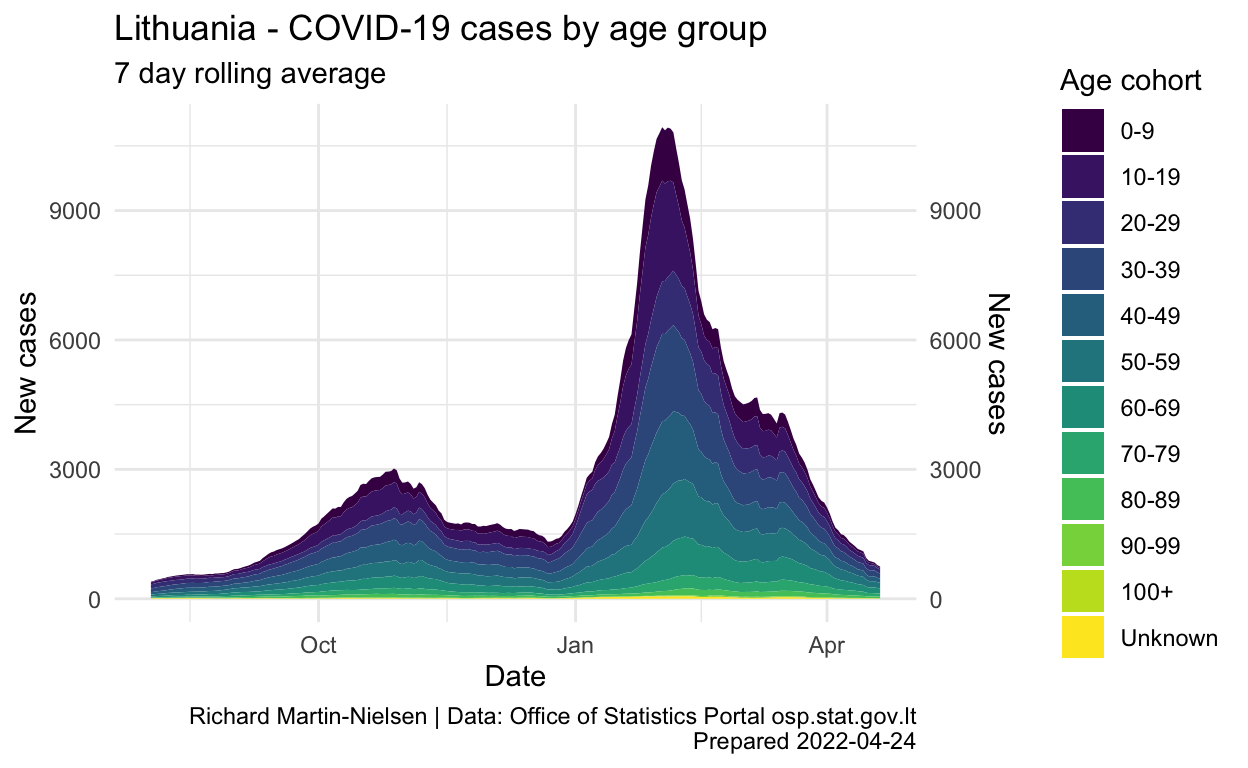 Lithuania - COVID-19 cases by age group
7 day rolling average
New cases
9000
6000
3000
0
9000
6000
3000
0
New cases
Oct
Jan
Apr
Date
Age cohort
0-9
10-19
20-29
30-39
40-49
50-59
60-69
70-79
80-89
90-99
100+
Unknown
Richard Martin-Nielsen | Data: Office of Statistics Portal osp.stat.gov.lt
Prepared 2022-04-24